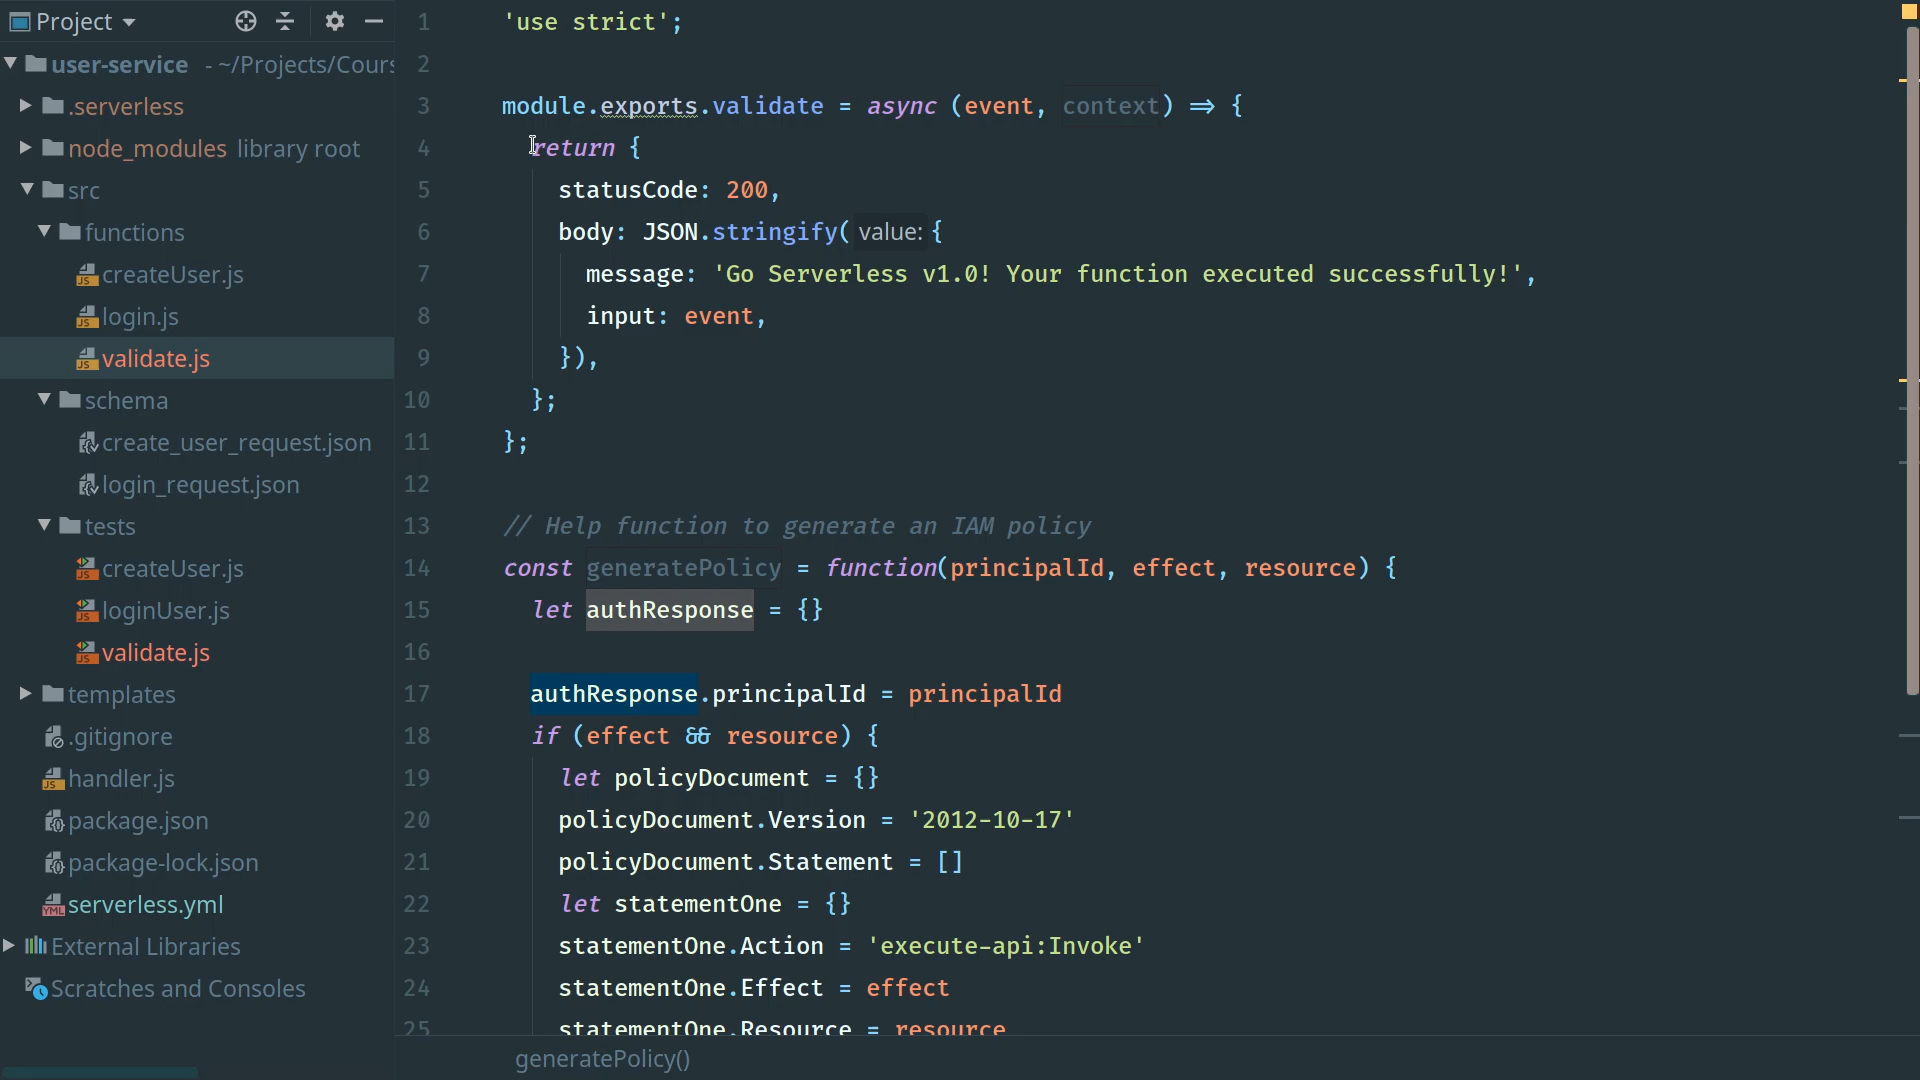 Project
user-service - ~/Projects/Cours
.serverless
node_modules library root
src
functions
createUser.js
login.js
validate.js
schema
create_user_request.json
login_request.json
tests
createUser.js
loginUser.js
validate.js
templates
.gitignore
handler.js
package.json
package-lock.json
serverless.yml
External Libraries
Scratches and Consoles
1 'use strict';
2
3 module.exports.validate = async (event, context) => {
4 return {
5 statusCode: 200,
6 body: JSON.stringify( value: {
7 message: 'Go Serverless v1.0! Your function executed successfully!',
8 input: event,
9 }),
10 };
11 };
12
13 // Help function to generate an IAM policy
14 const generatePolicy = function(principalId, effect, resource) {
15 let authResponse = {}
16
17 authResponse.principalId = principalId
18 if (effect && resource) {
19 let policyDocument = {}
20 policyDocument.Version = '2012-10-17'
21 policyDocument.Statement = []
22 let statementOne = {}
23 statementOne.Action = 'execute-api:Invoke'
24 statementOne.Effect = effect
25 statementOne.Resource = resource
generatePolicy()